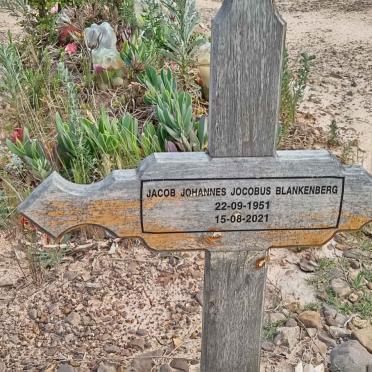 JACOB JOHANNES JOCOBUS BLANKENBERG
22-09-1951
15-08-2021